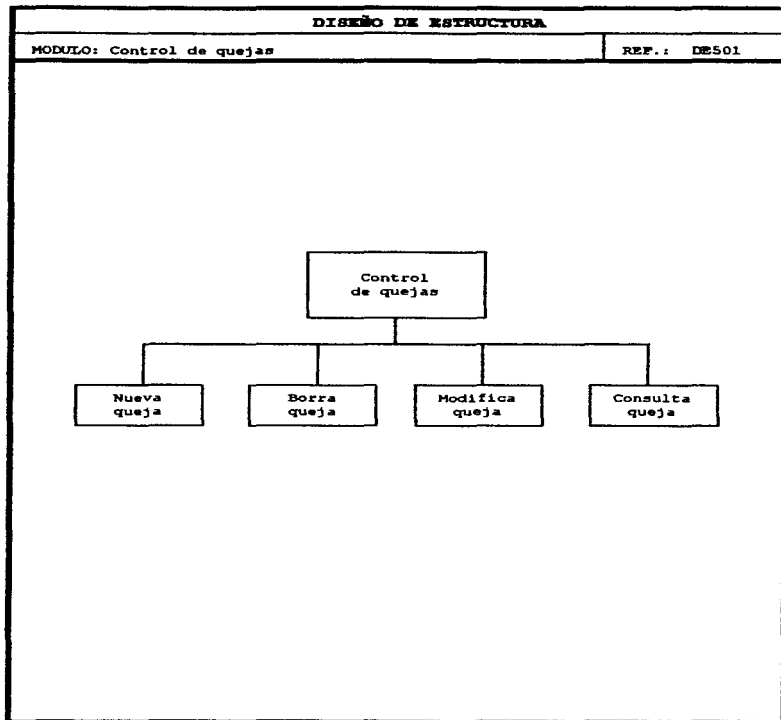 DISEÑO DE ESTRUCTURA
MODULO: Control de quejas
REF.: DE501
Control
de quejas
Nueva
queja
Borra
queja
Modifica
queja
Consulta
queja